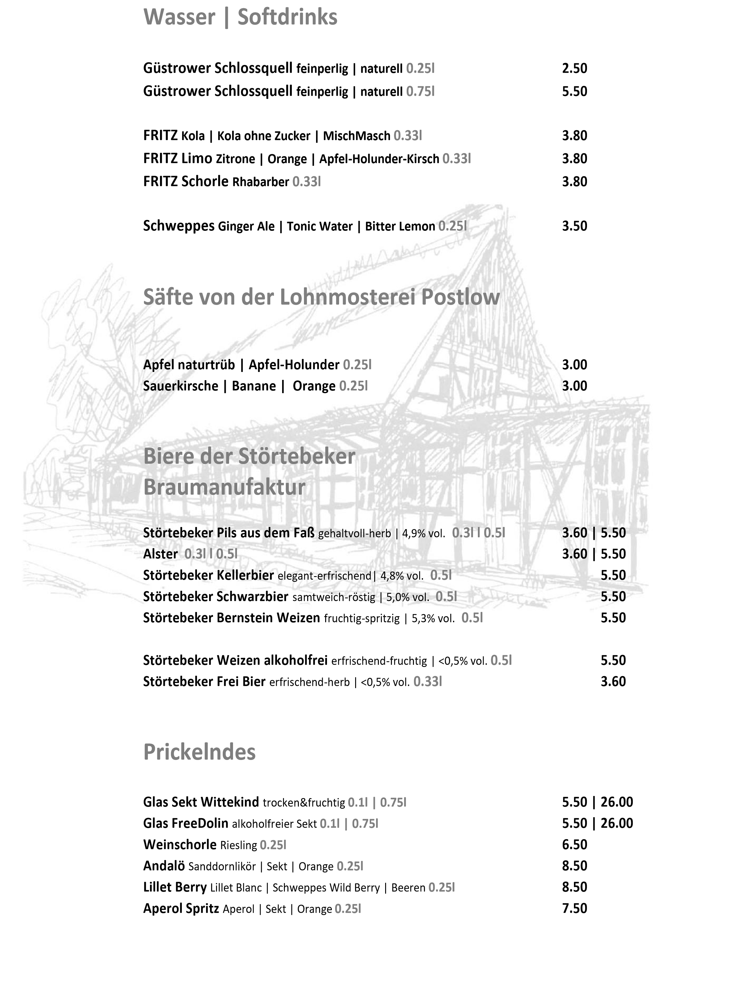 Wasser | Softdrinks
Güstrower Schlossquell feinperlig | naturell 0.25l 2.50
Güstrower Schlossquell feinperlig | naturell 0.75l 5.50
FRITZ Kola | Kola ohne Zucker | MischMasch 0.33l 3.80
FRITZ Limo Zitrone | Orange | Apfel-Holunder-Kirsch 0.33l 3.80
FRITZ Schorle Rhabarber 0.33l 3.80
Schweppes Ginger Ale | Tonic Water | Bitter Lemon 0.25l 3.50
Säfte von der Lohnmosterei Postlow
Apfel naturtrüb | Apfel-Holunder 0.25l 3.00
Sauerkirsche | Banane | Orange 0.25l 3.00
Biere der Störtebeker
Braumanufaktur
Störtebeker Pils aus dem Faß gehaltvoll-herb | 4,9% vol. 0.3l l 0.5l 3.60 | 5.50
Alster 0.3l l 0.5l 3.60 | 5.50
Störtebeker Kellerbier elegant-erfrischend| 4,8% vol. 0.5l 5.50
Störtebeker Schwarzbier samtweich-röstig | 5,0% vol. 0.5l 5.50
Störtebeker Bernstein Weizen fruchtig-spritzig | 5,3% vol. 0.5l 5.50
Störtebeker Weizen alkoholfrei erfrischend-fruchtig | <0,5% vol. 0.5l 5.50
Störtebeker Frei Bier erfrischend-herb | <0,5% vol. 0.33l 3.60
Prickelndes
Glas Sekt Wittekind trocken&fruchtig 0.1l | 0.75l 5.50 | 26.00
Glas FreeDolin alkoholfreier Sekt 0.1l | 0.75l 5.50 | 26.00
Weinschorle Riesling 0.25l 6.50
Andalö Sanddornlikör | Sekt | Orange 0.25l 8.50
Lillet Berry Lillet Blanc | Schweppes Wild Berry | Beeren 0.25l 8.50
Aperol Spritz Aperol | Sekt | Orange 0.25l 7.50